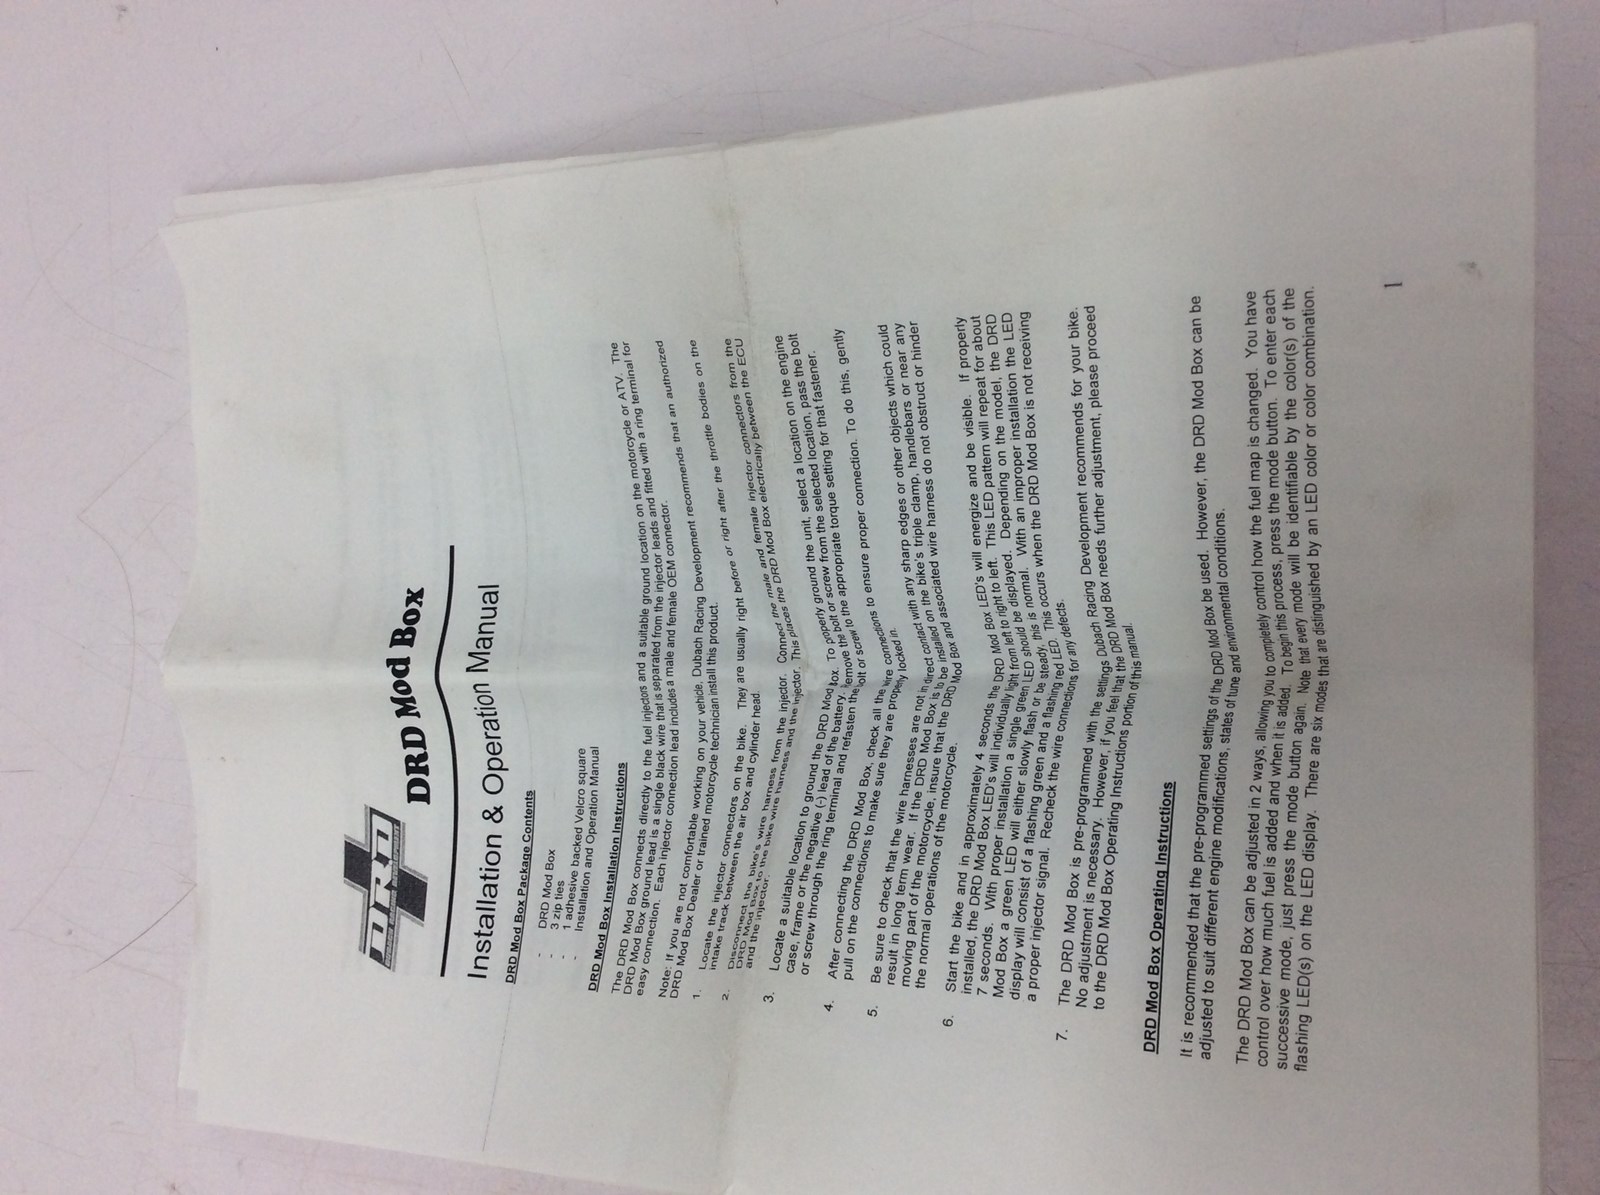 DRD
DRD Mod Box
Installation & Operation Manual
DRD Mod Box Package Contents
- DRD Mod Box
- 3 zip ties
- 1 adhesive backed Velcro square
- Installation and Operation Manual
DRD Mod Box Installation Instructions
The DRD Mod Box connects directly to the fuel injectors and a suitable ground location on the motorcycle or ATV. The
DRD Mod Box ground lead is a single black wire that is separated from the injector leads and fitted with a ring terminal for
easy connection. Each injector connection lead includes a male and female OEM connector.
Note: If you are not comfortable working on your vehicle, Dubach Racing Development recommends that an authorized
DRD Mod Box Dealer or trained motorcycle technician install this product.
1. Locate the injector connectors on the bike. They are usually right before or right after the throttle bodies on the
intake track between the air box and cylinder head.
2. Disconnect the bike's wire harness from the injector. Connect the male and female injector connectors from the
DRD Mod Box to the bike wire harness and the injector. This places the DRD Mod Box electrically between the ECU
and the injector.
3. Locate a suitable location to ground the DRD Mod box. To properly ground the unit, select a location on the engine
case, frame or the negative (-) lead of the battery. Remove the bolt or screw from the selected location, pass the bolt
or screw through the ring terminal and refasten the bolt or screw to the appropriate torque setting for that fastener.
4. After connecting the DRD Mod Box, check all the wire connections to ensure proper connection. To do this, gently
pull on the connections to make sure they are properly locked in.
5. Be sure to check that the wire harnesses are not in direct contact with any sharp edges or other objects which could
result in long term wear. If the DRD Mod Box is to be installed on the bike's triple clamp, handlebars or near any
moving part of the motorcycle, insure that the DRD Mod Box and associated wire harness do not obstruct or hinder
the normal operations of the motorcycle.
6. Start the bike and in approximately 4 seconds the DRD Mod Box LED's will energize and be visible. If properly
installed, the DRD Mod Box LED's will individually light from left to right to left. This LED pattern will repeat for about
7 seconds. With proper installation a single green LED should be displayed. Depending on the model, the DRD
Mod Box a green LED will either slowly flash or be steady, this is normal. With an improper installation the LED
display will consist of a flashing green and a flashing red LED. This occurs when the DRD Mod Box is not receiving
a proper injector signal. Recheck the wire connections for any defects.
7. The DRD Mod Box is pre-programmed with the settings Dubach Racing Development recommends for your bike.
No adjustment is necessary. However, if you feel that the DRD Mod Box needs further adjustment, please proceed
to the DRD Mod Box Operating Instructions portion of this manual.
DRD Mod Box Operating Instructions
It is recommended that the pre-programmed settings of the DRD Mod Box be used. However, the DRD Mod Box can be
adjusted to suit different engine modifications, states of tune and environmental conditions.
The DRD Mod Box can be adjusted in 2 ways, allowing you to completely control how the fuel map is changed. You have
control over how much fuel is added and when it is added. To begin this process, press the mode button. To enter each
successive mode, just press the mode button again. Note that every mode will be identifiable by the color(s) of the
flashing LED(s) on the LED display. There are six modes that are distinguished by an LED color or color combination.
1